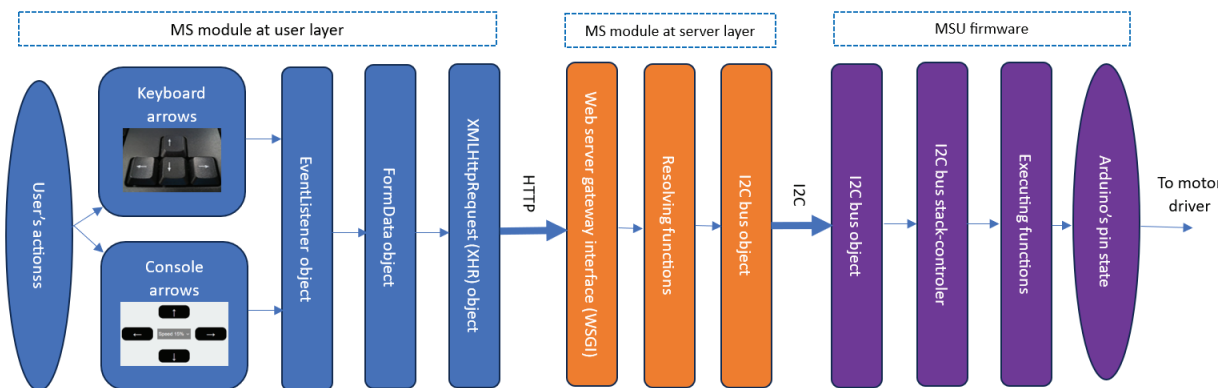 MS module at user layer
MS module at server layer
MSU firmware
User's actionss
Keyboard
arrows
↑
← ↓ →
Console
arrows
↑
← Speed 10% →
↓
EventListener object
FormData object
XMLHttpRequest (XHR) object
HTTP
Web server gateway
interface (WSGI)
Resolving functions
I2C bus object
I2C
I2C bus object
I2C bus stack-controler
Executing functions
Arduino'spin state
To motor
driver